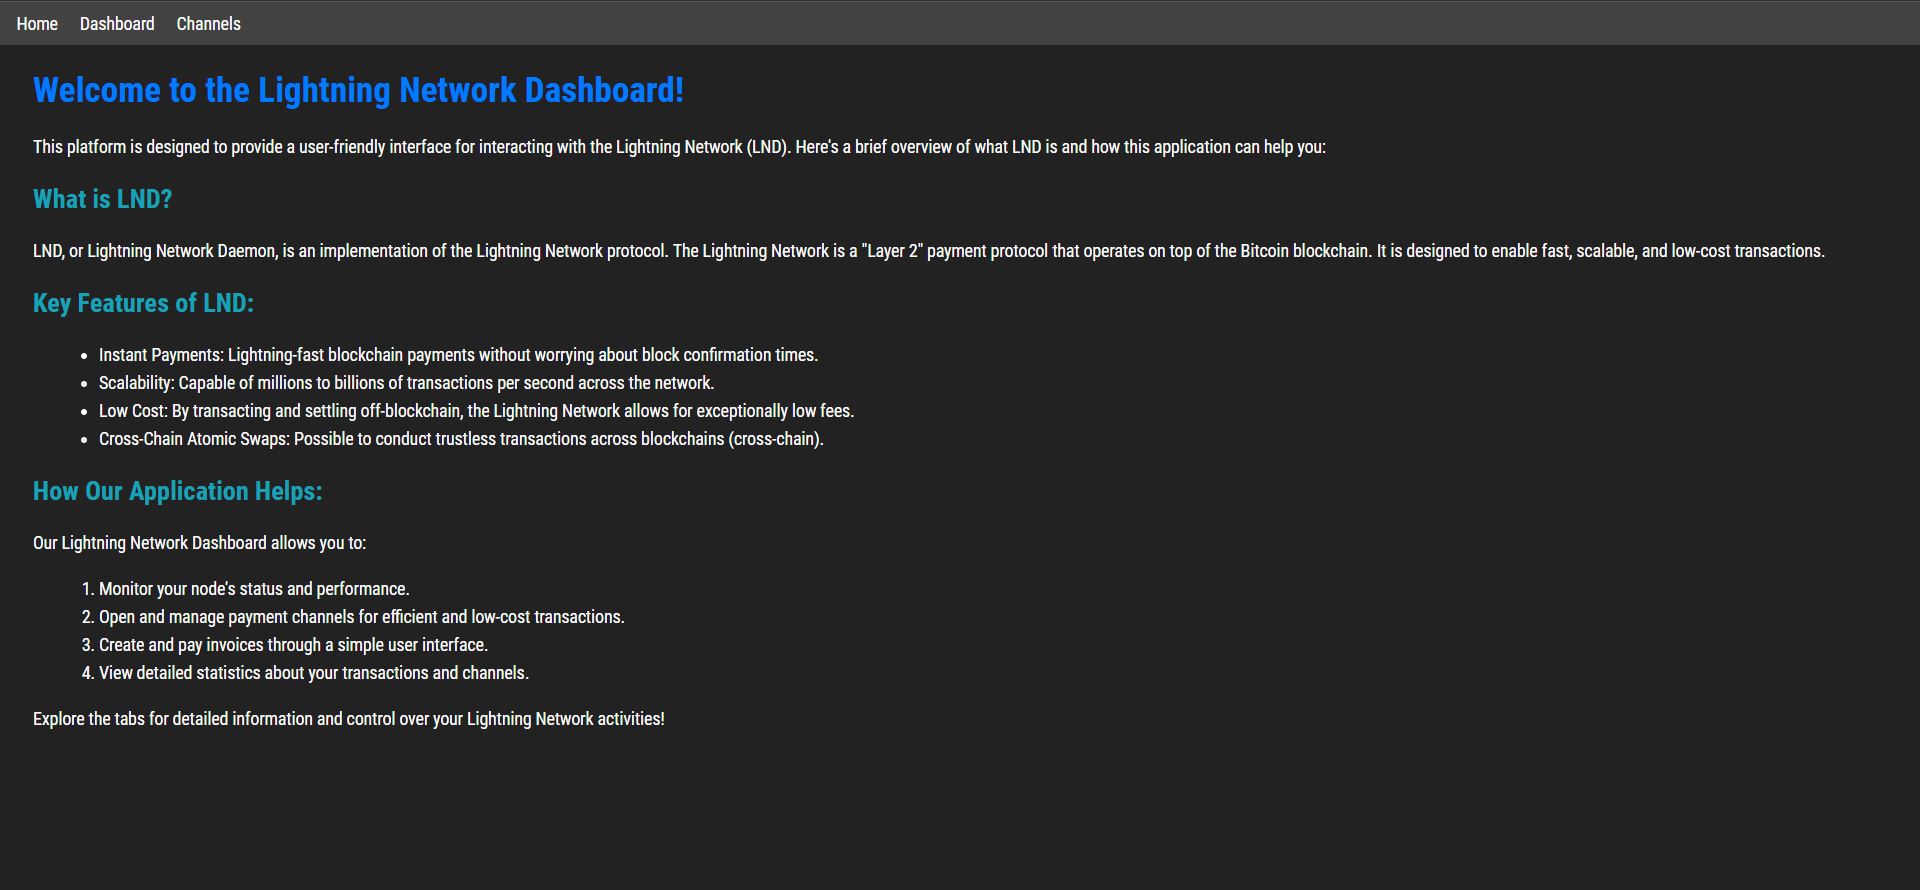 Home Dashboard Channels
Welcome to the Lightning Network Dashboard!
This platform is designed to provide a user-friendly interface for interacting with the Lightning Network (LND). Here's a brief overview of what LND is and how this application can help you:
What is LND?
LND, or Lightning Network Daemon, is an implementation of the Lightning Network protocol. The Lightning Network is a "Layer 2" payment protocol that operates on top of the Bitcoin blockchain. It is designed to enable fast, scalable, and low-cost transactions.
Key Features of LND:
• Instant Payments: Lightning-fast blockchain payments without worrying about block confirmation times.
• Scalability: Capable of millions to billions of transactions per second across the network.
• Low Cost: By transacting and settling off-blockchain, the Lightning Network allows for exceptionally low fees.
• Cross-Chain Atomic Swaps: Possible to conduct trustless transactions across blockchains (cross-chain).
How Our Application Helps:
Our Lightning Network Dashboard allows you to:
1. Monitor your node's status and performance.
2. Open and manage payment channels for efficient and low-cost transactions.
3. Create and pay invoices through a simple user interface.
4. View detailed statistics about your transactions and channels.
Explore the tabs for detailed information and control over your Lightning Network activities!